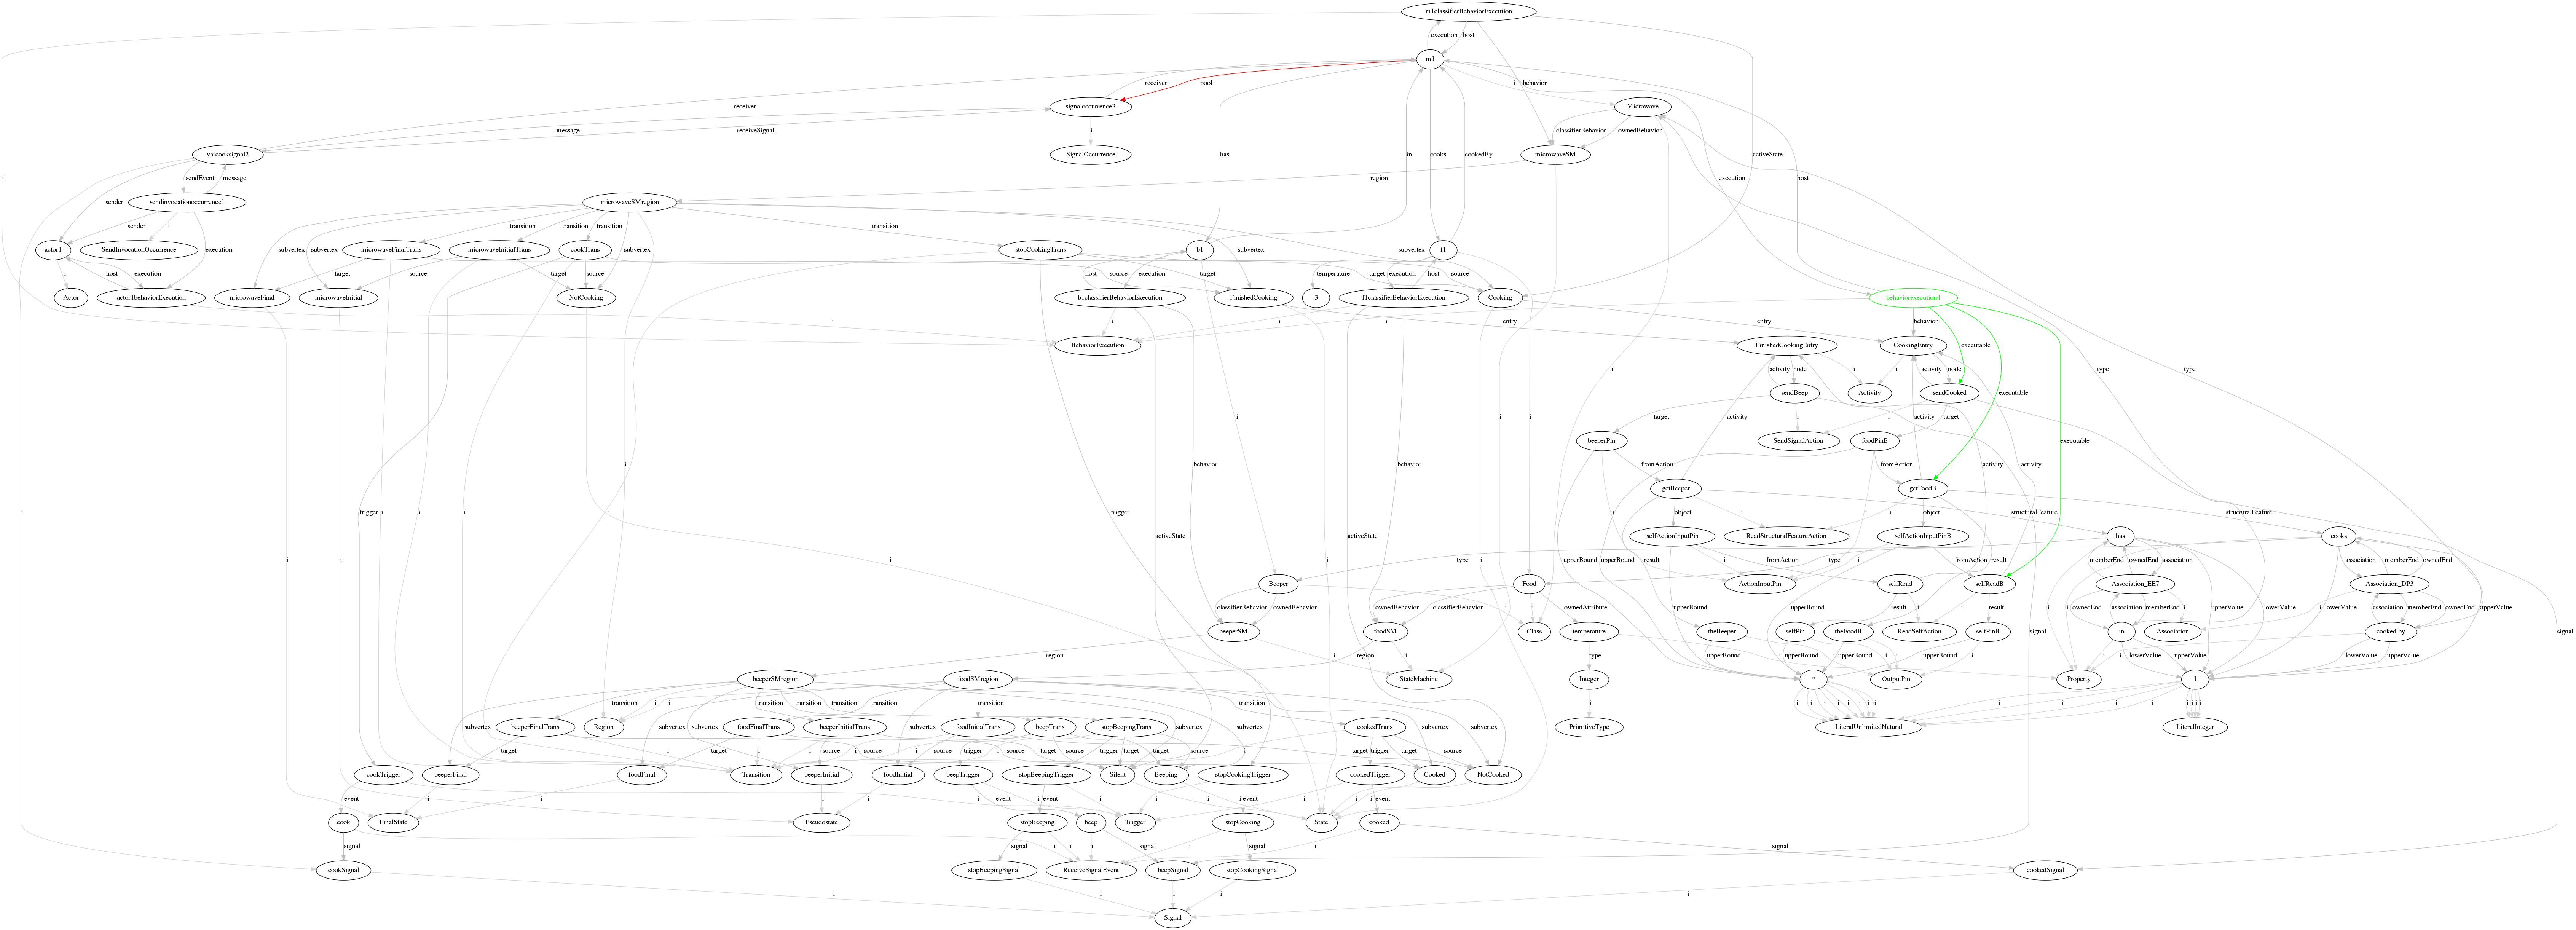 m1classifierBehaviorExecution
execution host
m1
receiver pool i behavior
signaloccurrence3 Microwave
receiver message receiveSignal i has in cooks cookedBy classifierBehavior ownedBehavior activeState
varcooksignal2 SignalOccurrence microwaveSM
i sendEvent message region execution host
sender sendinvocationoccurrence1 microwaveSMregion
sender i execution transition transition transition transition subvertex
subvertex subvertex subvertex subvertex
actor1 SendInvocationOccurrence microwaveFinalTrans microwaveInitialTrans cookTrans stopCookingTrans b1 f1
i host execution target source target source host execution source target target source temperature execution host
Actor actor1behaviorExecution microwaveFinal microwaveInitial NotCooking b1classifierBehaviorExecution FinishedCooking 3 f1classifierBehaviorExecution Cooking behaviorexecution4
i i i entry entry behavior executable
BehaviorExecution FinishedCookingEntry CookingEntry
i i activity node i activity node type type
sendBeep Activity sendCooked executable
target i activity i activity target
beeperPin SendSignalAction foodPinB executable
trigger i i i i trigger behavior fromAction fromAction activity activity
getBeeper getFoodB
object i structuralFeature i object structuralFeature
activeState activeState selfActionInputPin ReadStructuralFeatureAction selfActionInputPinB has cooks
i type upperBound result i fromAction type upperBound i fromAction result memberEnd ownedEnd association association memberEnd ownedEnd
Beeper Food ActionInputPin selfRead selfReadB Association_EE7 Association_DP3
classifierBehavior ownedBehavior i ownedBehavior classifierBehavior i ownedAttribute upperBound upperBound result i i result ownedEnd association memberEnd i i lowerValue upperValue lowerValue association memberEnd ownedEnd upperValue signal signal
beeperSM foodSM Class temperature theBeeper selfPin theFoodB ReadSelfAction selfPinB in Association cooked by
region i region i type upperBound i upperBound upperBound i upperBound i i lowerValue upperValue i lowerValue upperValue
beeperSMregion foodSMregion StateMachine Integer * OutputPin Property 1
transition i i transition transition transition transition transition transition i i i i i i i i i i i i i
subvertex subvertex subvertex subvertex subvertex subvertex subvertex subvertex
beeperFinalTrans Region foodFinalTrans beeperInitialTrans foodInitialTrans beepTrans stopBeepingTrans cookedTrans PrimitiveType LiteralUnlimitedNatural LiteralInteger
target i target i i source source i source trigger source target trigger target source target trigger target source
cookTrigger beeperFinal foodFinal Transition beeperInitial foodInitial beepTrigger stopBeepingTrigger Silent Beeping stopCookingTrigger cookedTrigger Cooked NotCooked
event i i i i i event i event i i i i event i event i i
cook FinalState Pseudostate stopBeeping beep Trigger stopCooking State cooked
signal i signal i i signal i signal i signal
cookSignal stopBeepingSignal ReceiveSignalEvent beepSignal stopCookingSignal cookedSignal
i i i i i
Signal